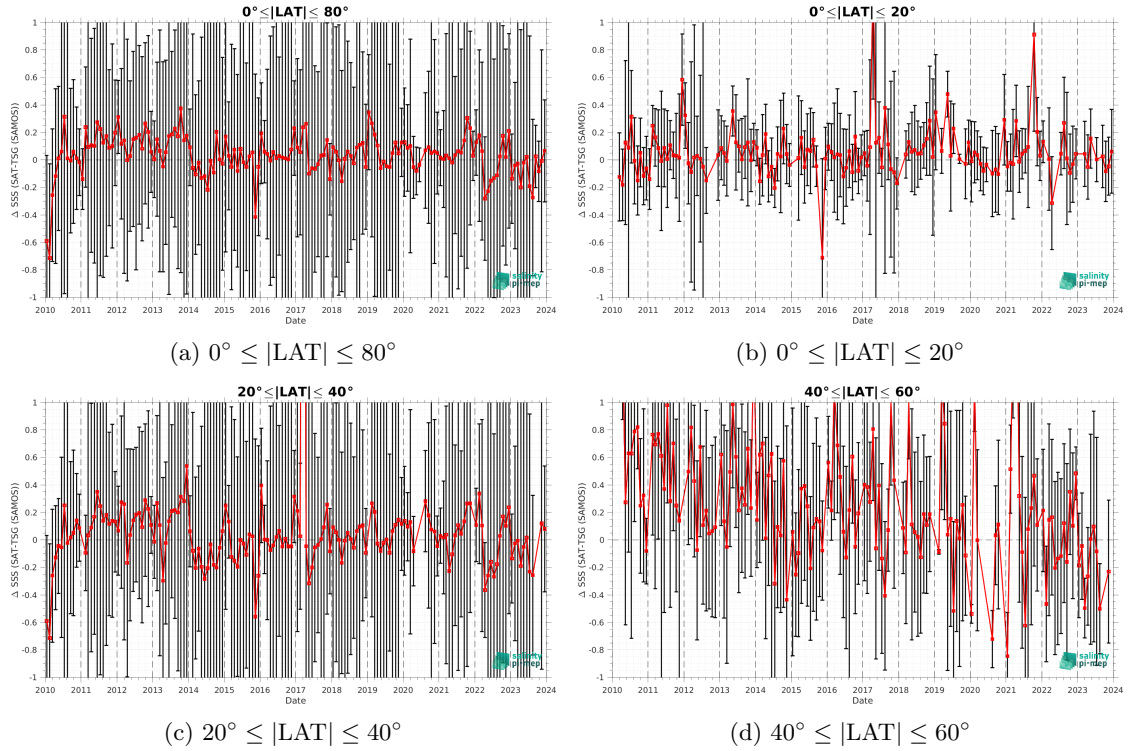 0°≤|LAT|≤ 80°
1
0.8
0.6
0.4
0.2
0
-0.2
-0.4
-0.6
-0.8
-1
Δ SSS (SAT-TSG (SAMOS))
2010 2011 2012 2013 2014 2015 2016 2017 2018 2019 2020 2021 2022 2023 2024
Date
salinity
pi-mep
(a) 0° ≤ |LAT| ≤ 80°
0°≤|LAT|≤ 20°
1
0.8
0.6
0.4
0.2
0
-0.2
-0.4
-0.6
-0.8
-1
Δ SSS (SAT-TSG (SAMOS))
2010 2011 2012 2013 2014 2015 2016 2017 2018 2019 2020 2021 2022 2023 2024
Date
salinity
pi-mep
(b) 0° ≤ |LAT| ≤ 20°
20°≤|LAT|≤ 40°
1
0.8
0.6
0.4
0.2
0
-0.2
-0.4
-0.6
-0.8
-1
Δ SSS (SAT-TSG (SAMOS))
2010 2011 2012 2013 2014 2015 2016 2017 2018 2019 2020 2021 2022 2023 2024
Date
salinity
pi-mep
(c) 20° ≤ |LAT| ≤ 40°
40°≤|LAT|≤ 60°
1
0.8
0.6
0.4
0.2
0
-0.2
-0.4
-0.6
-0.8
-1
Δ SSS (SAT-TSG (SAMOS))
2010 2011 2012 2013 2014 2015 2016 2017 2018 2019 2020 2021 2022 2023 2024
Date
salinity
pi-mep
(d) 40° ≤ |LAT| ≤ 60°